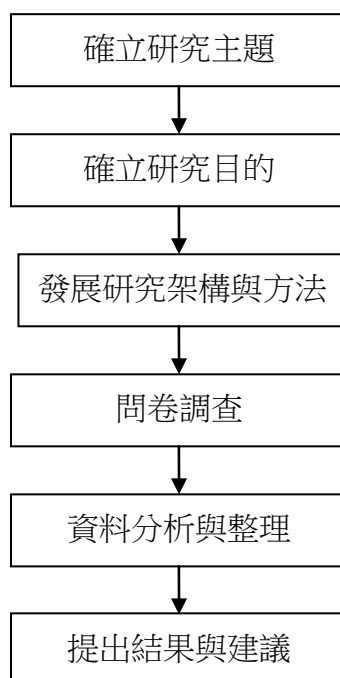 確立研究主題
確立研究目的
發展研究架構與方法
問卷調查
資料分析與整理
提出結果與建議